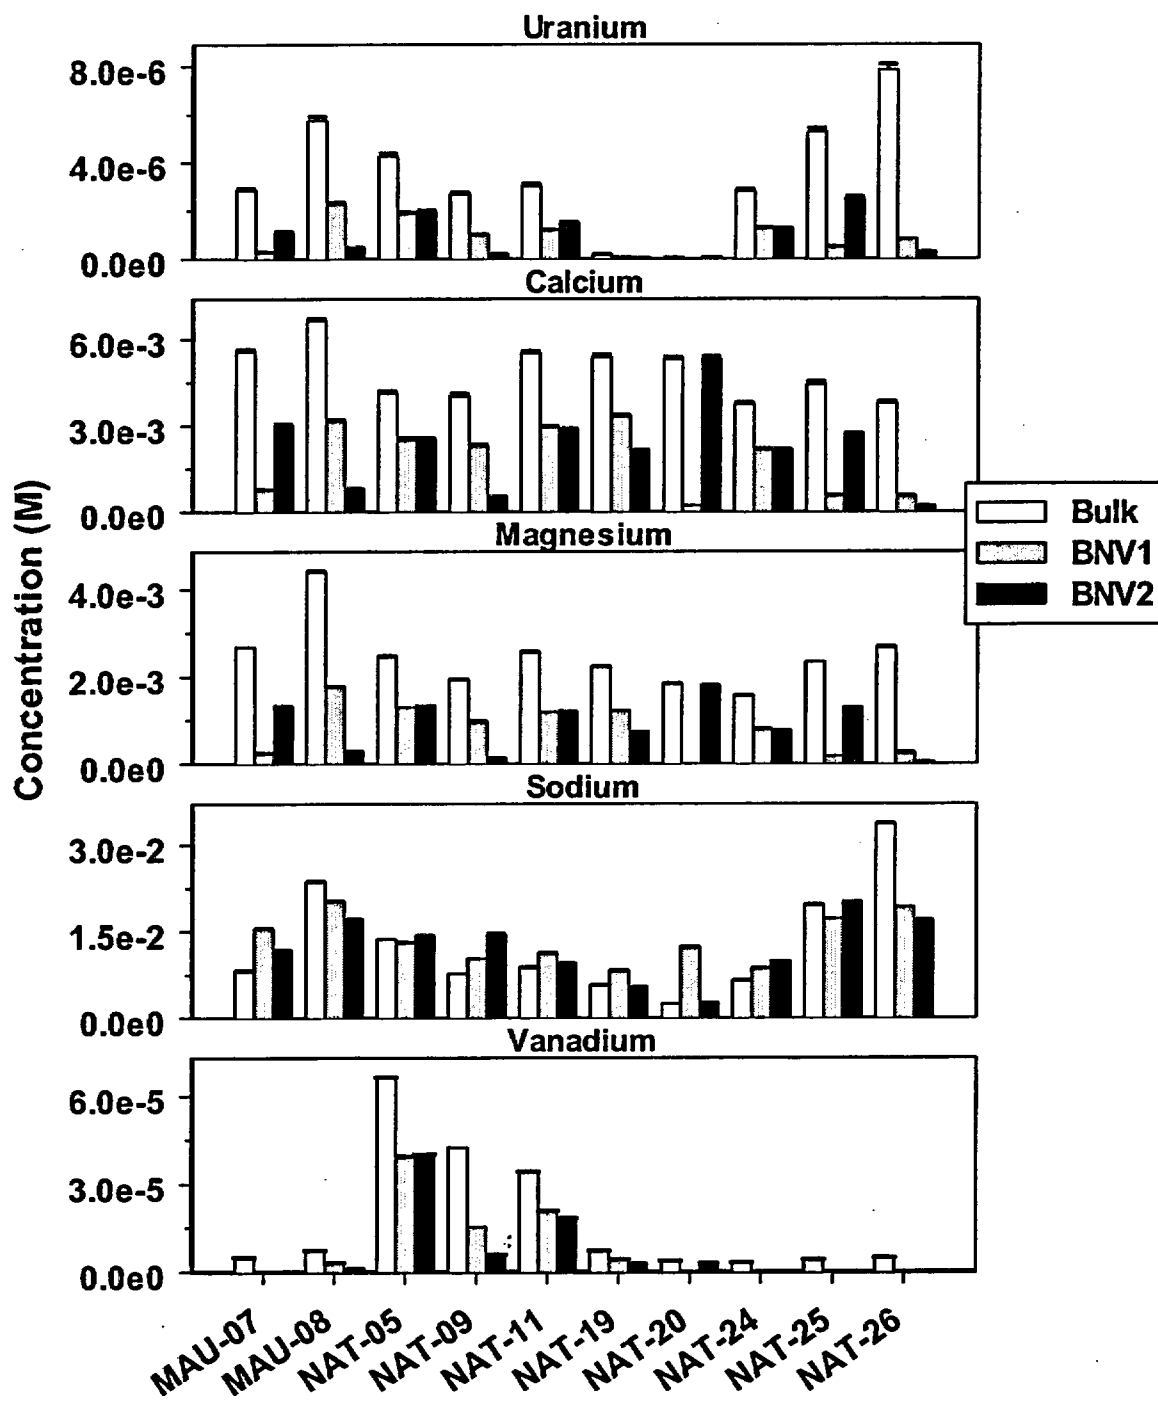 Uranium
8.0e-6
4.0e-6
0.0e0
Calcium
6.0e-3
3.0e-3
0.0e0
Magnesium
4.0e-3
2.0e-3
0.0e0
Sodium
3.0e-2
1.5e-2
0.0e0
Vanadium
6.0e-5
3.0e-5
0.0e0
Concentration (M)
Bulk
BNV1
BNV2
MAU-07
MAU-08
NAT-05
NAT-09
NAT-11
NAT-19
NAT-20
NAT-24
NAT-25
NAT-26